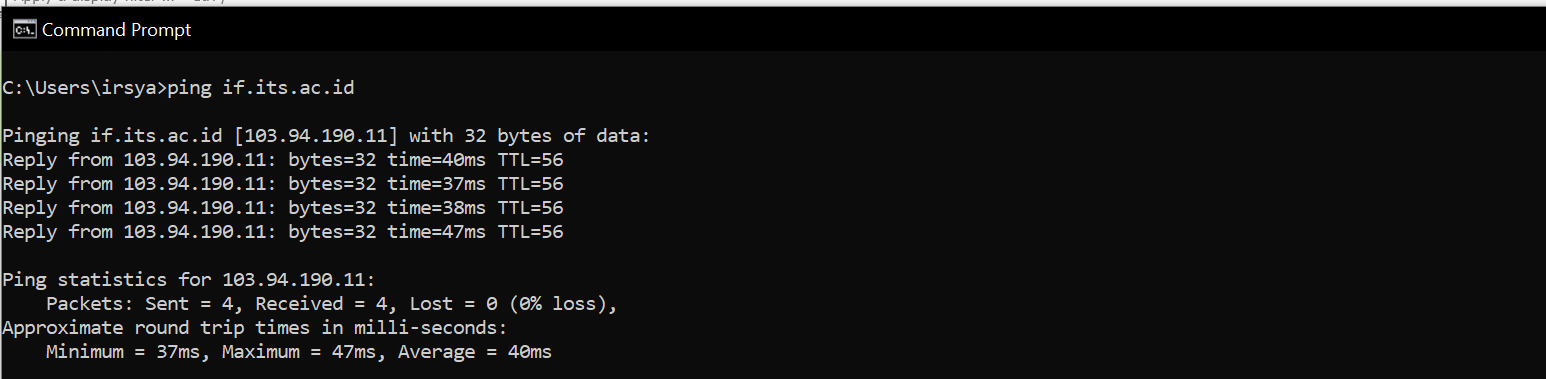 Command Prompt
C:\Users\irsya>ping if.its.ac.id
Pinging if.its.ac.id [103.94.190.11] with 32 bytes of data:
Reply from 103.94.190.11: bytes=32 time=40ms TTL=56
Reply from 103.94.190.11: bytes=32 time=37ms TTL=56
Reply from 103.94.190.11: bytes=32 time=38ms TTL=56
Reply from 103.94.190.11: bytes=32 time=47ms TTL=56
Ping statistics for 103.94.190.11:
    Packets: Sent = 4, Received = 4, Lost = 0 (0% loss),
Approximate round trip times in milli-seconds:
    Minimum = 37ms, Maximum = 47ms, Average = 40ms